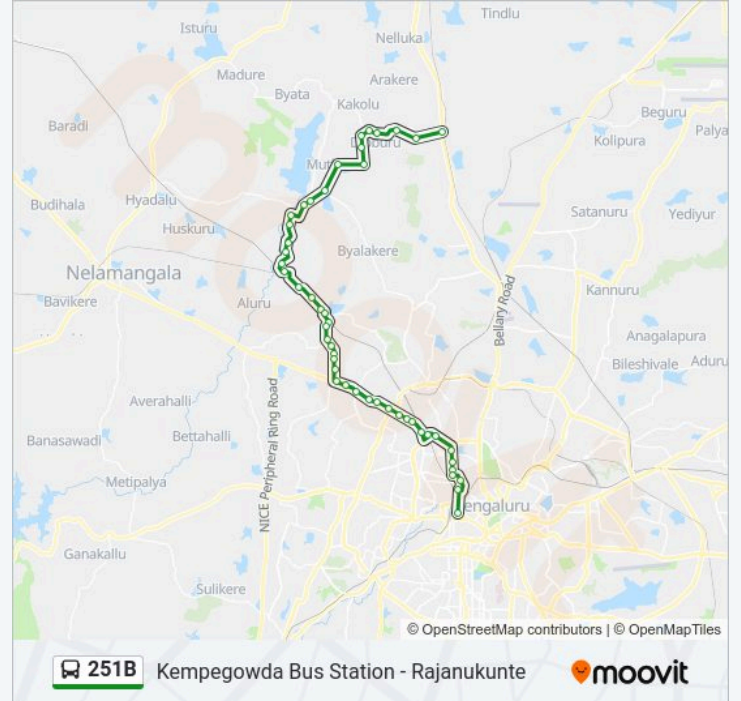 Tindlu
Isturu
Nelluka
Madure
Arakere
Byata
Kakolu
Beguru
Baradi
Kolipura
Palya
Hyadalu
Budihala
Huskuru
Satanuru
Yediyur
Byalakere
Nelamangala
Kannuru
Bavikere
Aluru
Bellary Road
Anagalapura
Bileshivale
Aduru
Averahalli
Banasawadi
Bettahalli
NICE Peripheral Ring Road
Metipalya
engaluru
Ganakallu
Sulikere
© OpenStreetMap contributors | © OpenMapTiles
251B Kempegowda Bus Station - Rajanukunte moovit